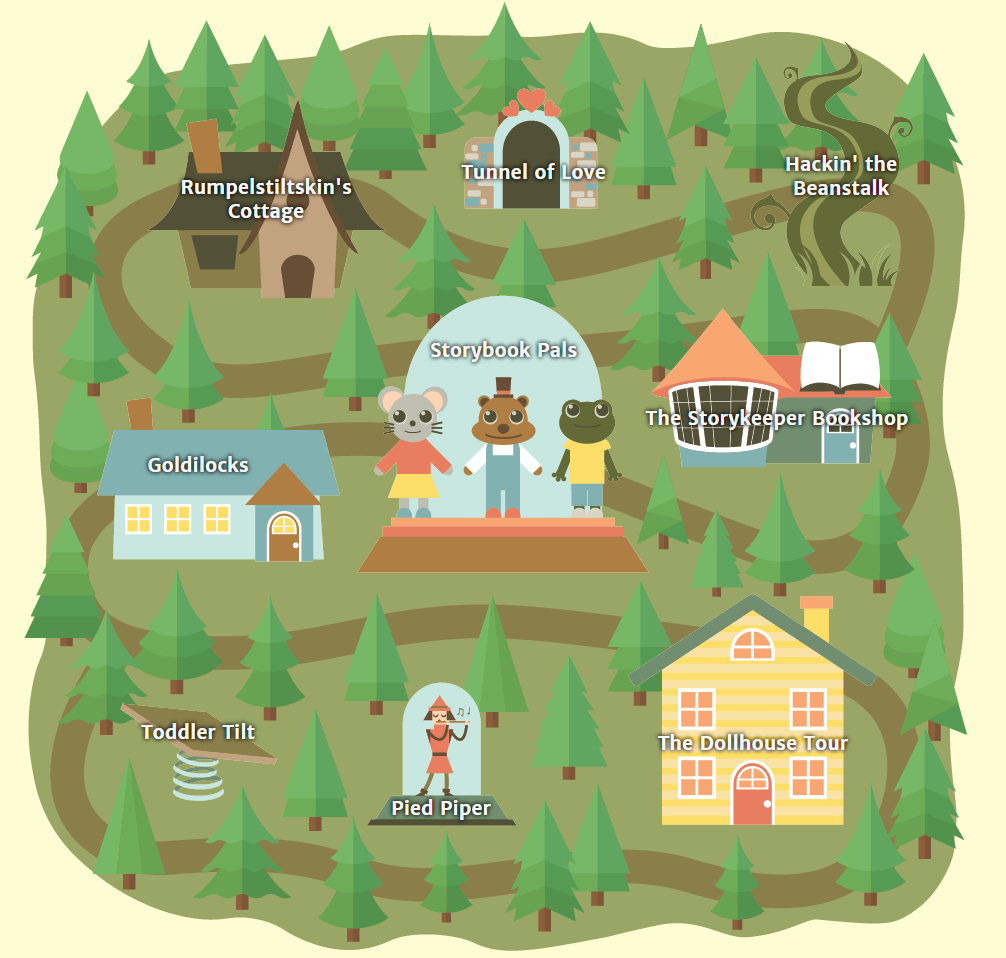 Tunnel of Love
Hackin' the
Beanstalk
Rumpelstiltskin's
Cottage
Storybook Pals
The Storykeeper Bookshop
Goldilocks
Toddler Tilt
The Dollhouse Tour
Pied Piper